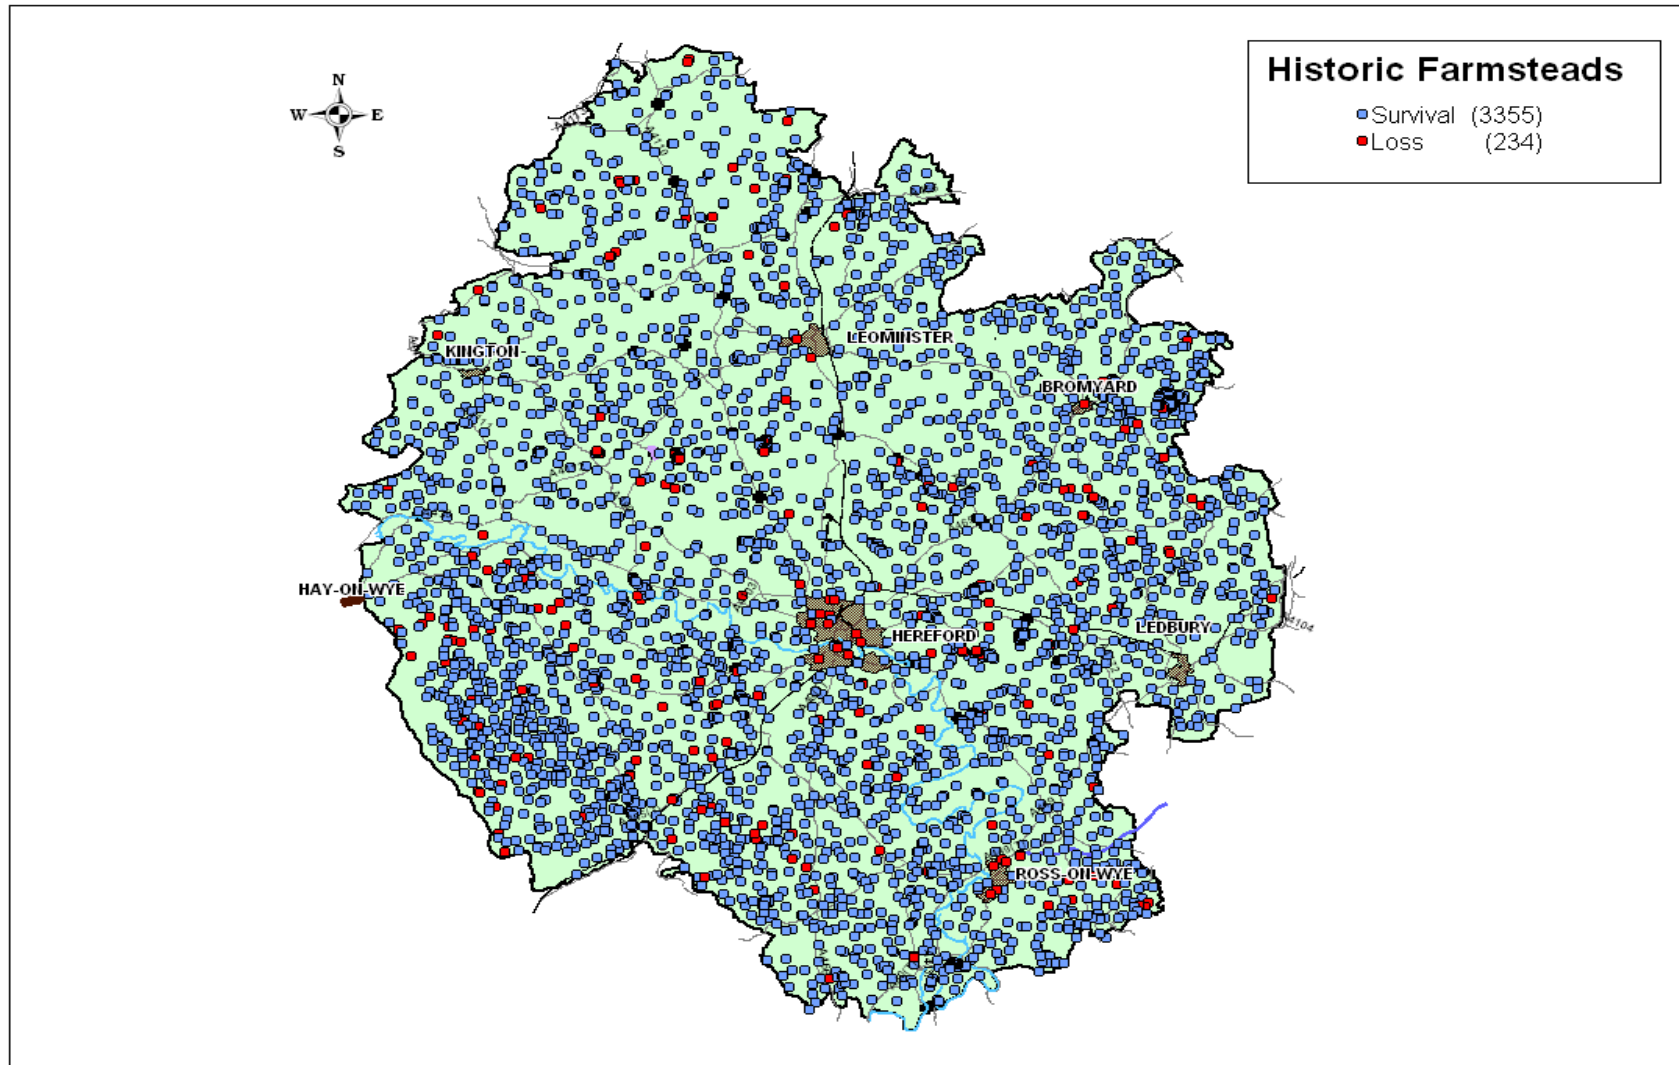 Historic Farmsteads
Survival (3355)
Loss (234)
N
W E
S
LEOMINSTER
KINGTON
BROMYARD
HAY-ON-WYE
HEREFORD
LEDBURY
ROSS-ON-WYE